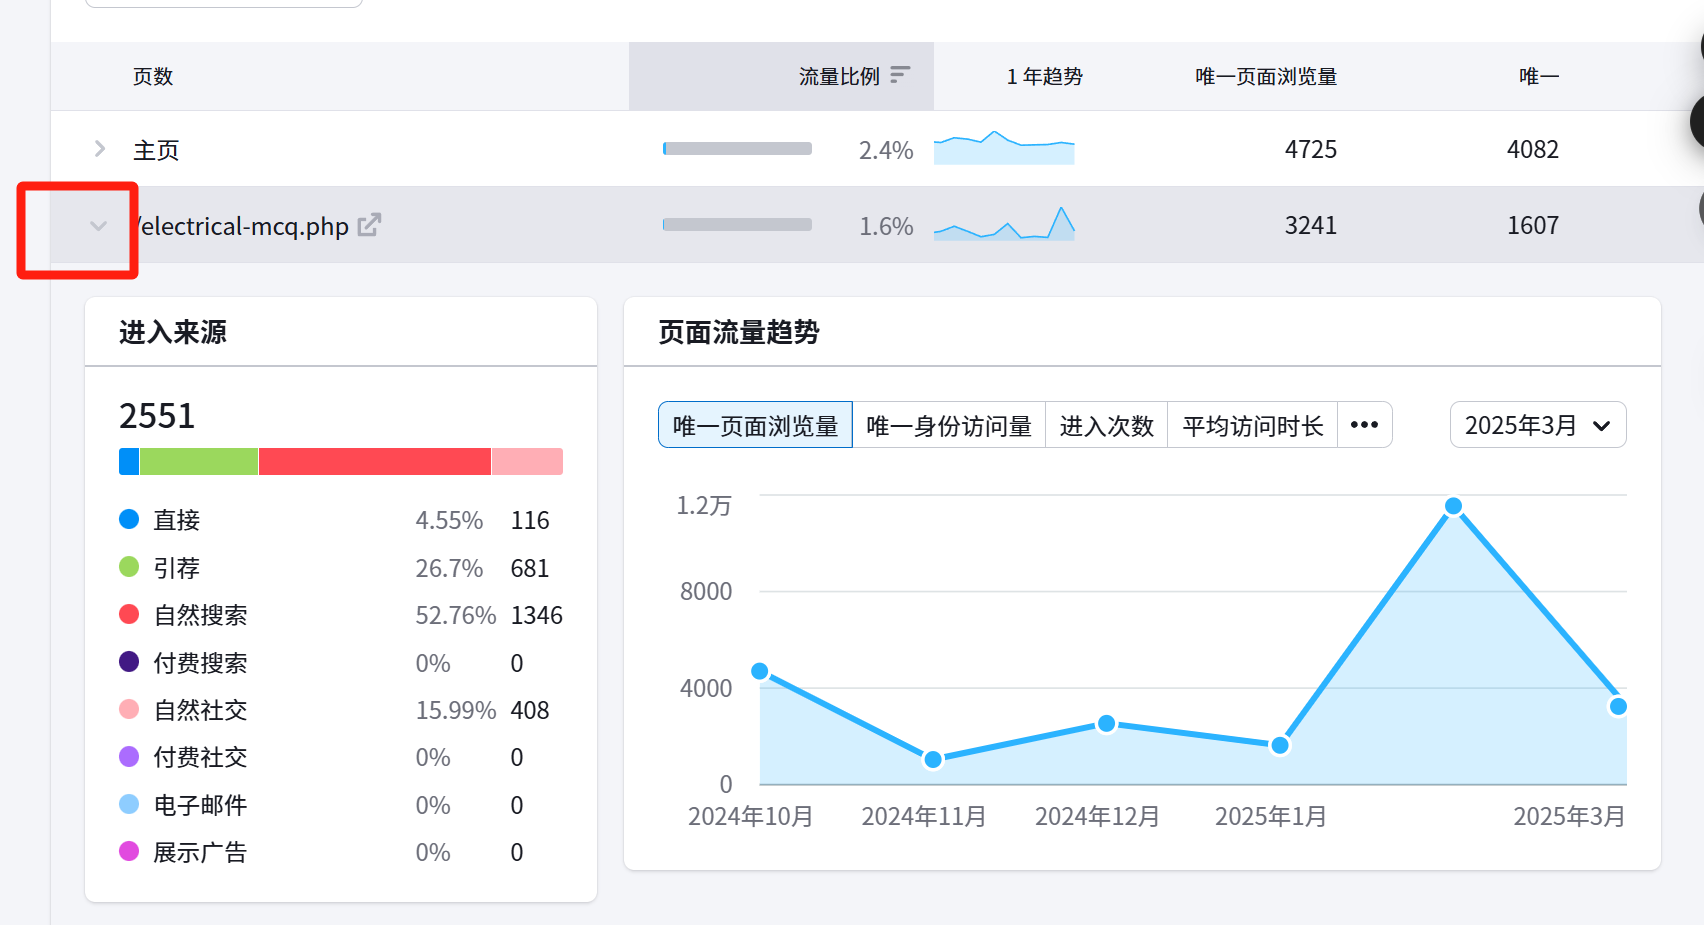 页数 流量比例 1 年趋势 唯一页面浏览量 唯一
主页 2.4% 4725 4082
/electrical-mcq.php 1.6% 3241 1607
进入来源
2551
直接 4.55% 116
引荐 26.7% 681
自然搜索 52.76% 1346
付费搜索 0% 0
自然社交 15.99% 408
付费社交 0% 0
电子邮件 0% 0
展示广告 0% 0
页面流量趋势
唯一页面浏览量 唯一身份访问量 进入次数 平均访问时长 ••• 2025年3月
1.2万
8000
4000
0
2024年10月 2024年11月 2024年12月 2025年1月 2025年3月